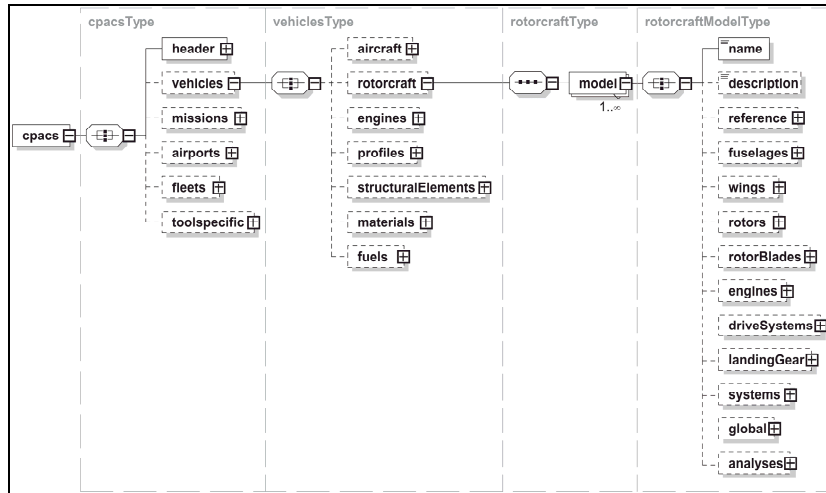 cpacsType
vehiclesType
rotorcraftType
rotorcraftModelType
cpacs
header
vehicles
missions
airports
fleets
toolspecific
aircraft
rotorcraft
engines
profiles
structuralElements
materials
fuels
model
1..∞
name
description
reference
fuselages
wings
rotors
rotorBlades
engines
driveSystems
landingGear
systems
global
analyses